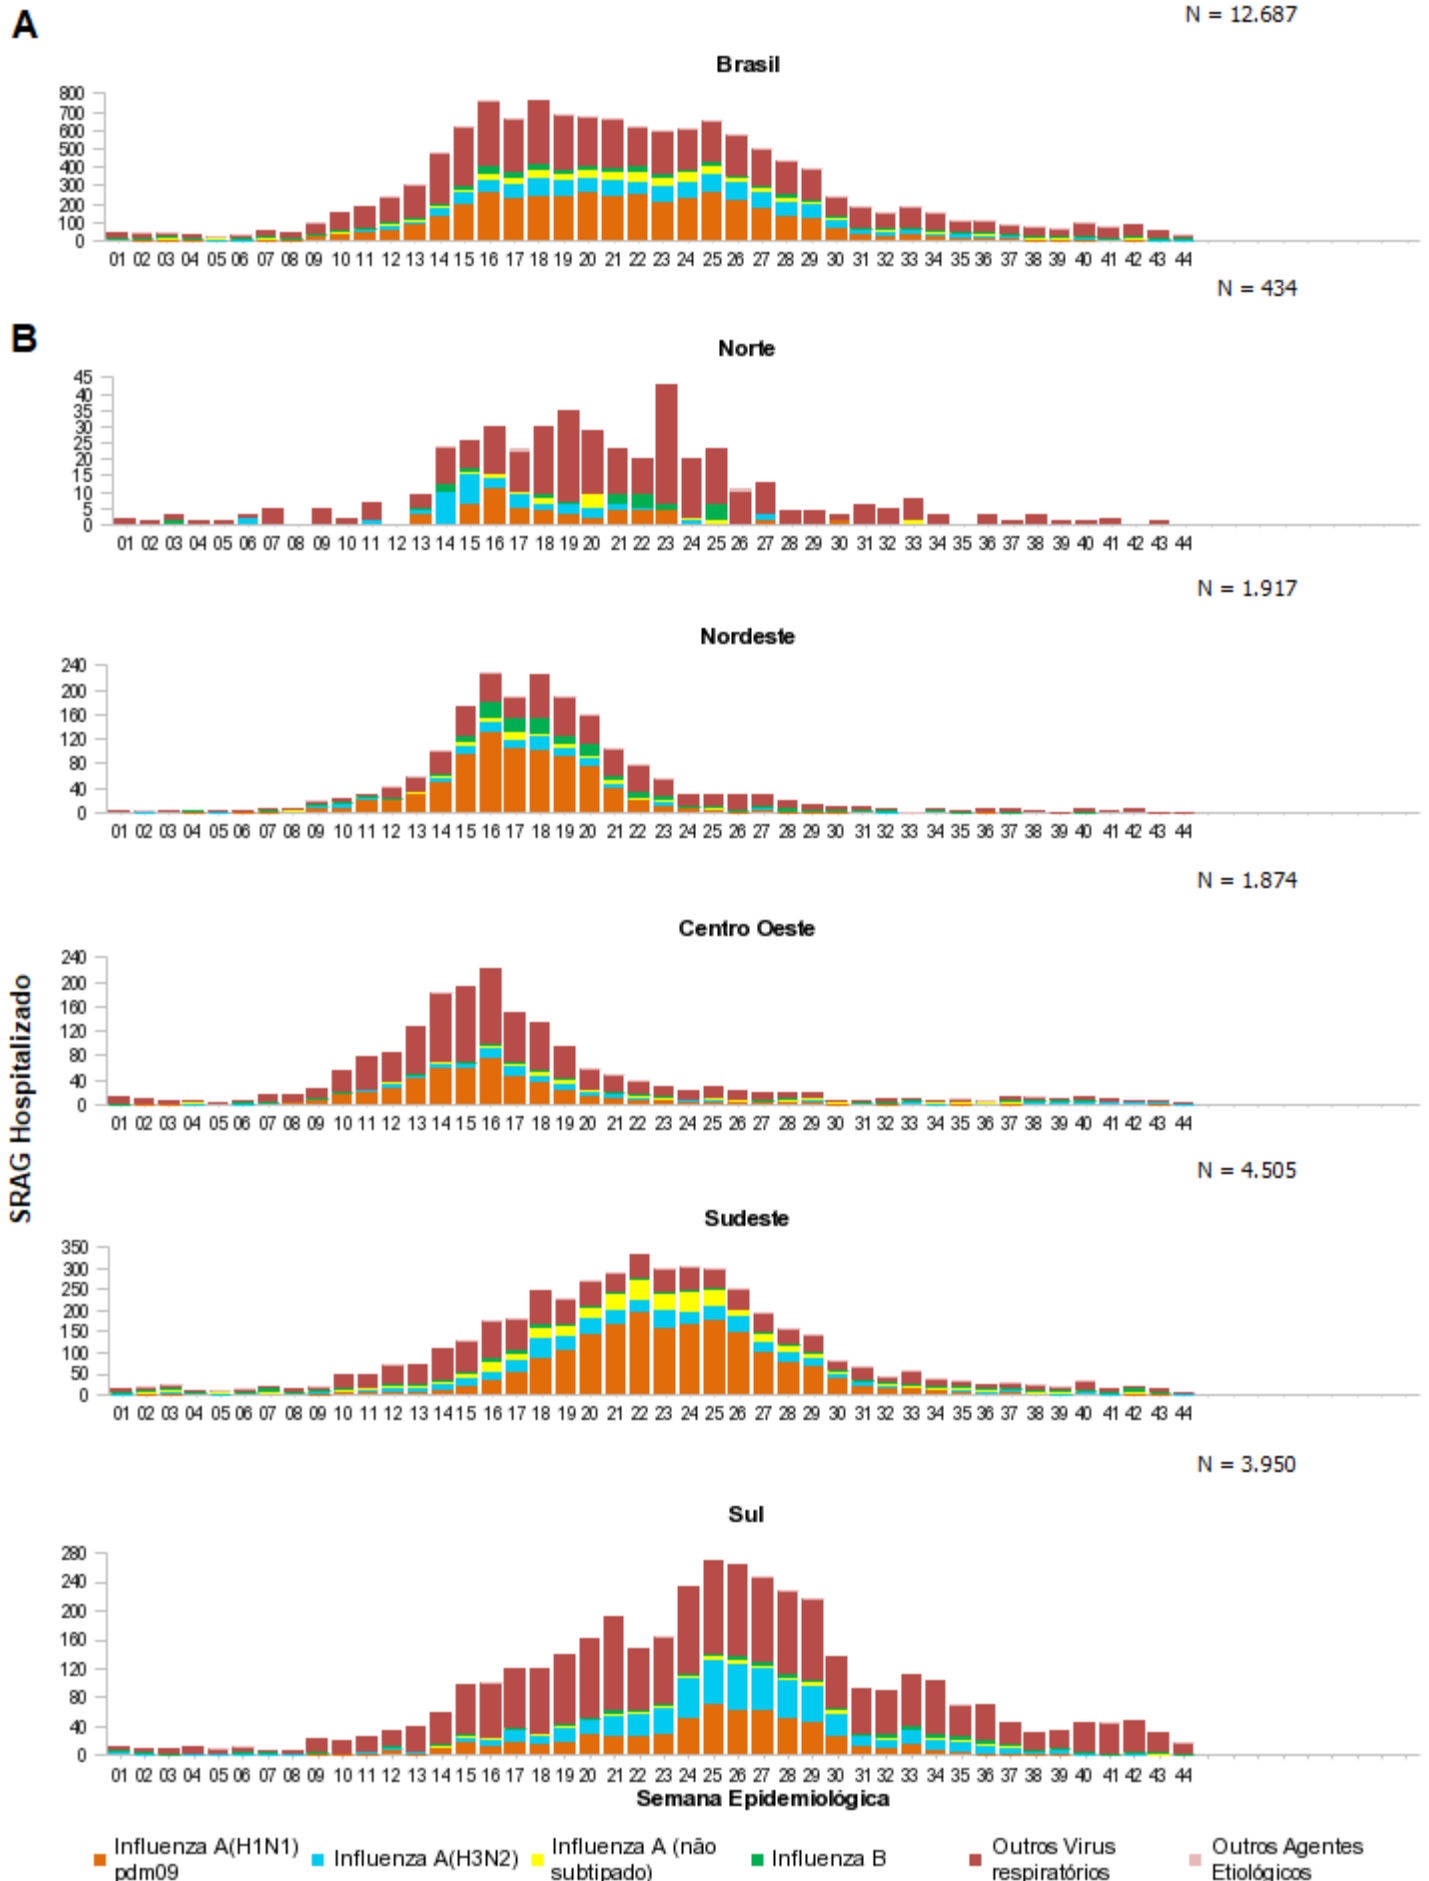 A
N = 12.687
Brasil
800
700
600
500
400
300
200
100
0
01 02 03 04 05 06 07 08 09 10 11 12 13 14 15 16 17 18 19 20 21 22 23 24 25 26 27 28 29 30 31 32 33 34 35 36 37 38 39 40 41 42 43 44
N = 434
B
Norte
45
40
35
30
25
20
15
10
5
0
01 02 03 04 05 06 07 08 09 10 11 12 13 14 15 16 17 18 19 20 21 22 23 24 25 26 27 28 29 30 31 32 33 34 35 36 37 38 39 40 41 42 43 44
N = 1.917
Nordeste
240
200
160
120
80
40
0
01 02 03 04 05 06 07 08 09 10 11 12 13 14 15 16 17 18 19 20 21 22 23 24 25 26 27 28 29 30 31 32 33 34 35 36 37 38 39 40 41 42 43 44
N = 1.874
Centro Oeste
240
200
160
120
80
40
0
01 02 03 04 05 06 07 08 09 10 11 12 13 14 15 16 17 18 19 20 21 22 23 24 25 26 27 28 29 30 31 32 33 34 35 36 37 38 39 40 41 42 43 44
SRAG Hospitalizado
N = 4.505
Sudeste
350
300
250
200
150
100
50
0
01 02 03 04 05 06 07 08 09 10 11 12 13 14 15 16 17 18 19 20 21 22 23 24 25 26 27 28 29 30 31 32 33 34 35 36 37 38 39 40 41 42 43 44
N = 3.950
Sul
280
240
200
160
120
80
40
0
01 02 03 04 05 06 07 08 09 10 11 12 13 14 15 16 17 18 19 20 21 22 23 24 25 26 27 28 29 30 31 32 33 34 35 36 37 38 39 40 41 42 43 44
Semana Epidemiológica
Influenza A(H1N1)
pdm09
Influenza A(H3N2)
Influenza A (não
subtipado)
Influenza B
Outros Virus
respiratórios
Outros Agentes
Etiológicos